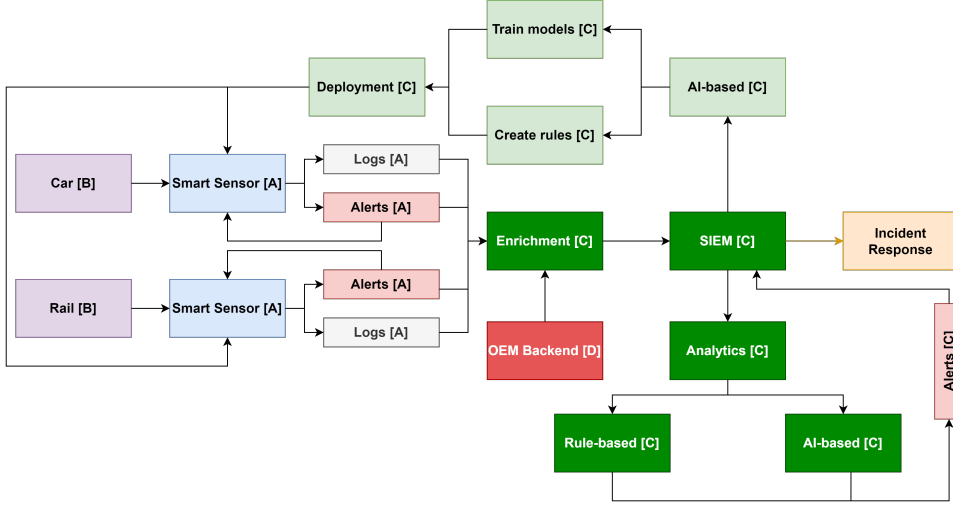 Train models [C]
Deployment [C]
AI-based [C]
Create rules [C]
Logs [A]
Car [B]
Smart Sensor [A]
Alerts [A]
Enrichment [C]
SIEM [C]
Incident
Response
Alerts [A]
Rail [B]
Smart Sensor [A]
Logs [A]
OEM Backend [D]
Analytics [C]
Alerts [C]
Rule-based [C]
AI-based [C]